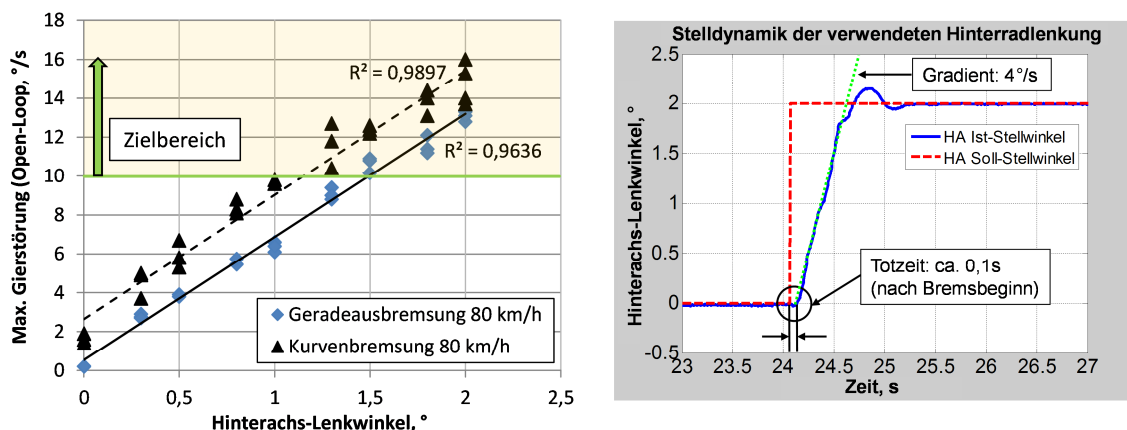 18
16
14
12
10
8
6
4
2
0
Max. Gierstörung (Open-Loop, °/s
R² = 0,9897
Zielbereich
R² = 0,9636
Geradeausbremsung 80 km/h
Kurvenbremsung 80 km/h
0
0,5
1
1,5
2
2,5
Hinterachs-Lenkwinkel, °
Stelldynamik der verwendeten Hinterradlenkung
2.5
2
1.5
1
0.5
0
-0.5
Hinterachs-Lenkwinkel,°
Gradient: 4°/s
HA Ist-Stellwinkel
HA Soll-Stellwinkel
Totzeit: ca. 0,1s
(nach Bremsbeginn)
23
23.5
24
24.5
25
25.5
26
26.5
27
Zeit, s